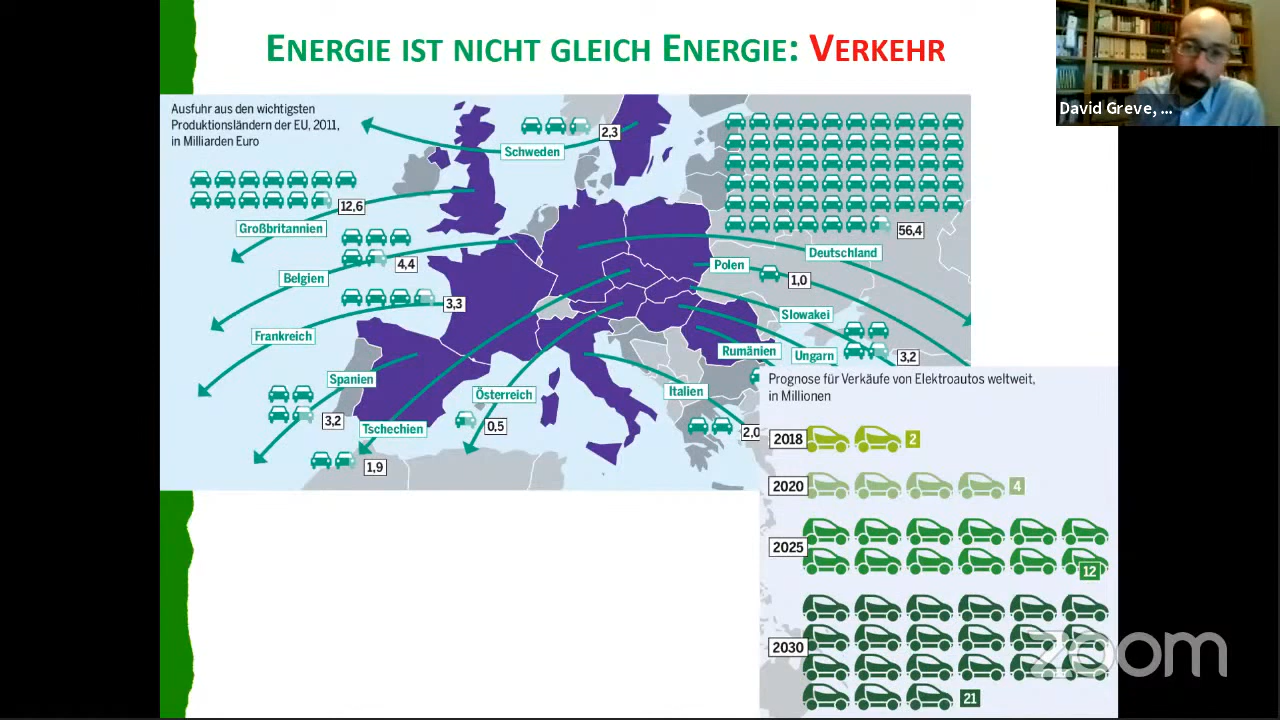 ENERGIE IST NICHT GLEICH ENERGIE: VERKEHR
David Greve, ...
Ausfuhr aus den wichtigsten
Produktionsländern der EU, 2011,
in Milliarden Euro
2,3
Schweden
12,6
Großbritannien
56,4
Deutschland
4,4
Belgien
Polen
1,0
3,3
Frankreich
Slowakei
Rumänien
Ungarn
3,2
Spanien
3,2
Österreich
0,5
Italien
2,0
Tschechien
1,9
Prognose für Verkäufe von Elektroautos weltweit,
in Millionen
2018
2
2020
4
2025
12
2030
21
zoom